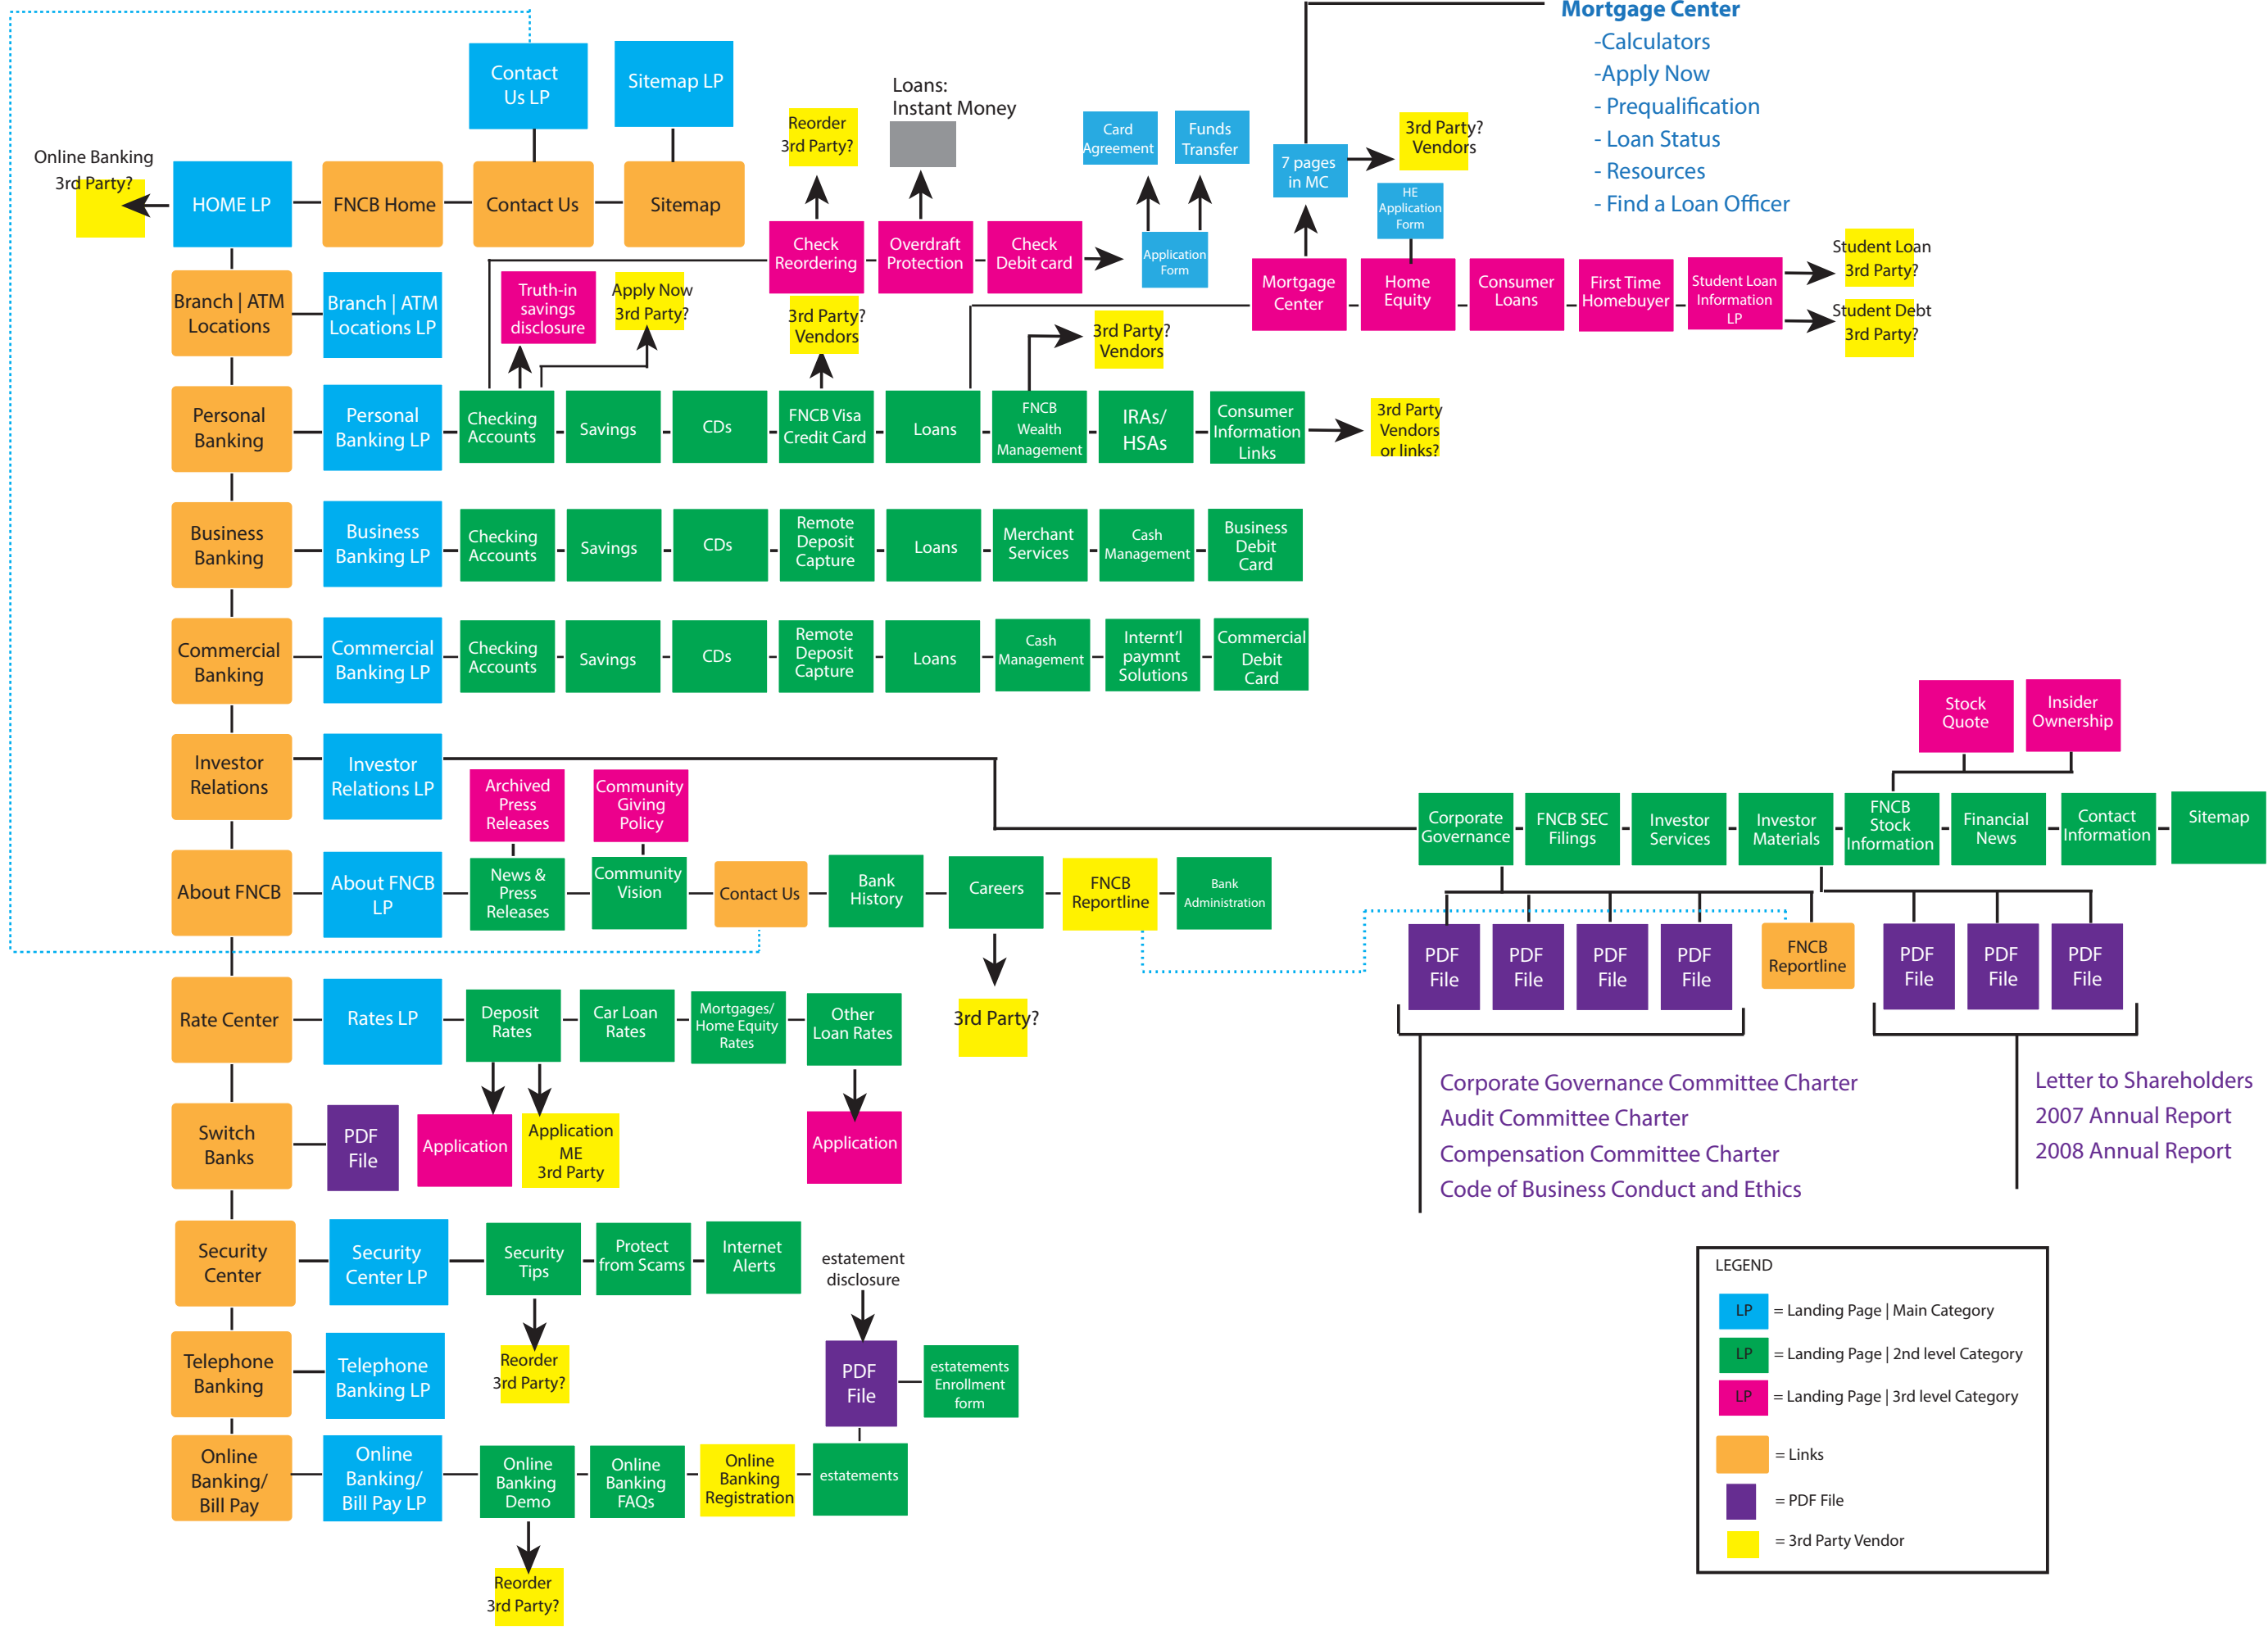 Mortgage Center
-Calculators
-Apply Now
- Prequalification
- Loan Status
- Resources
- Find a Loan Officer
Contact
Us LP
Sitemap LP
Loans:
Instant Money
Reorder
3rd Party?
Card
Agreement
Funds
Transfer
7 pages
in MC
3rd Party?
Vendors
HE
Application
Form
Online Banking
3rd Party?
HOME LP
FNCB Home
Contact Us
Sitemap
Check
Reordering
Overdraft
Protection
Check
Debit card
Application
Form
Mortgage
Center
Home
Equity
Consumer
Loans
First Time
Homebuyer
Student Loan
Information
LP
Student Loan
3rd Party?
Student Debt
3rd Party?
Branch | ATM
Locations
Branch | ATM
Locations LP
Truth-in
savings
disclosure
Apply Now
3rd Party?
3rd Party?
Vendors
3rd Party?
Vendors
Personal
Banking
Personal
Banking LP
Checking
Accounts
Savings
CDs
FNCB Visa
Credit Card
Loans
FNCB
Wealth
Management
IRAs/
HSAs
Consumer
Information
Links
3rd Party
Vendors
or links?
Business
Banking
Business
Banking LP
Checking
Accounts
Savings
CDs
Remote
Deposit
Capture
Loans
Merchant
Services
Cash
Management
Business
Debit
Card
Commercial
Banking
Commercial
Banking LP
Checking
Accounts
Savings
CDs
Remote
Deposit
Capture
Loans
Cash
Management
Internt'l
paymnt
Solutions
Commercial
Debit
Card
Stock
Quote
Insider
Ownership
Investor
Relations
Investor
Relations LP
Archived
Press
Releases
Community
Giving
Policy
Corporate
Governance
FNCB SEC
Filings
Investor
Services
Investor
Materials
FNCB
Stock
Information
Financial
News
Contact
Information
Sitemap
About FNCB
About FNCB
LP
News &
Press
Releases
Community
Vision
Contact Us
Bank
History
Careers
FNCB
Reportline
Bank
Administration
PDF
File
PDF
File
PDF
File
PDF
File
FNCB
Reportline
PDF
File
PDF
File
PDF
File
Rate Center
Rates LP
Deposit
Rates
Car Loan
Rates
Mortgages/
Home Equity
Rates
Other
Loan Rates
3rd Party?
Corporate Governance Committee Charter
Audit Committee Charter
Compensation Committee Charter
Code of Business Conduct and Ethics
Letter to Shareholders
2007 Annual Report
2008 Annual Report
Switch
Banks
PDF
File
Application
Application
ME
3rd Party
Application
Security
Center
Security
Center LP
Security
Tips
Protect
from Scams
Internet
Alerts
estatement
disclosure
Reorder
3rd Party?
Telephone
Banking
Telephone
Banking LP
PDF
File
estatements
Enrollment
form
Online
Banking/
Bill Pay
Online
Banking/
Bill Pay LP
Online
Banking
Demo
Online
Banking
FAQs
Online
Banking
Registration
estatements
Reorder
3rd Party?
LEGEND
LP = Landing Page | Main Category
LP = Landing Page | 2nd level Category
LP = Landing Page | 3rd level Category
= Links
= PDF File
= 3rd Party Vendor